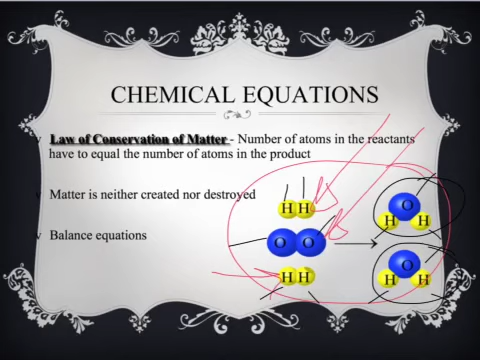 CHEMICAL EQUATIONS
v Law of Conservation of Matter - Number of atoms in the reactants
have to equal the number of atoms in the product
v Matter is neither created nor destroyed
v Balance equations
H H
O O
H H
O
H H
O
H H